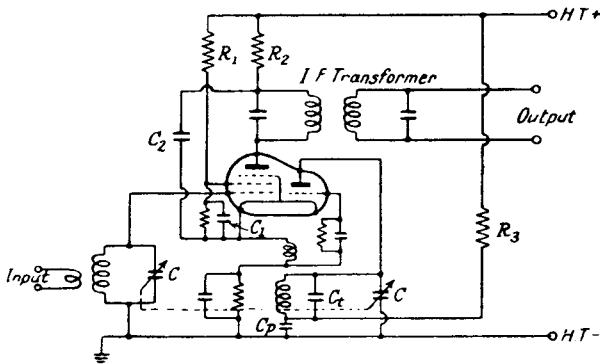 HT+
R₁
R₂
I F Transformer
C₂
Output
C₁
R₃
Input
C
Cₜ
C
Cₚ
HT-